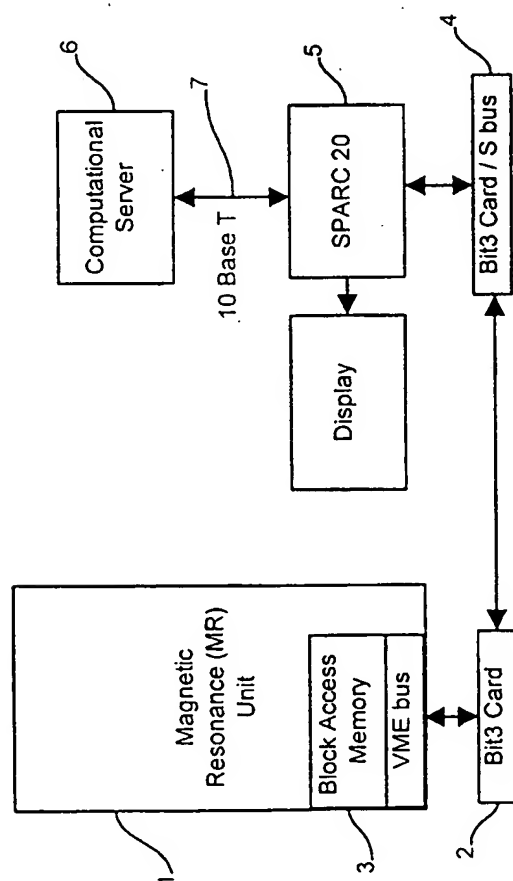 1
Magnetic
Resonance (MR)
Unit
3
Block Access
Memory
VME bus
2
Bit3 Card
Computational
Server
6
7
10 Base T
SPARC 20
5
Display
Bit3 Card / S bus
4